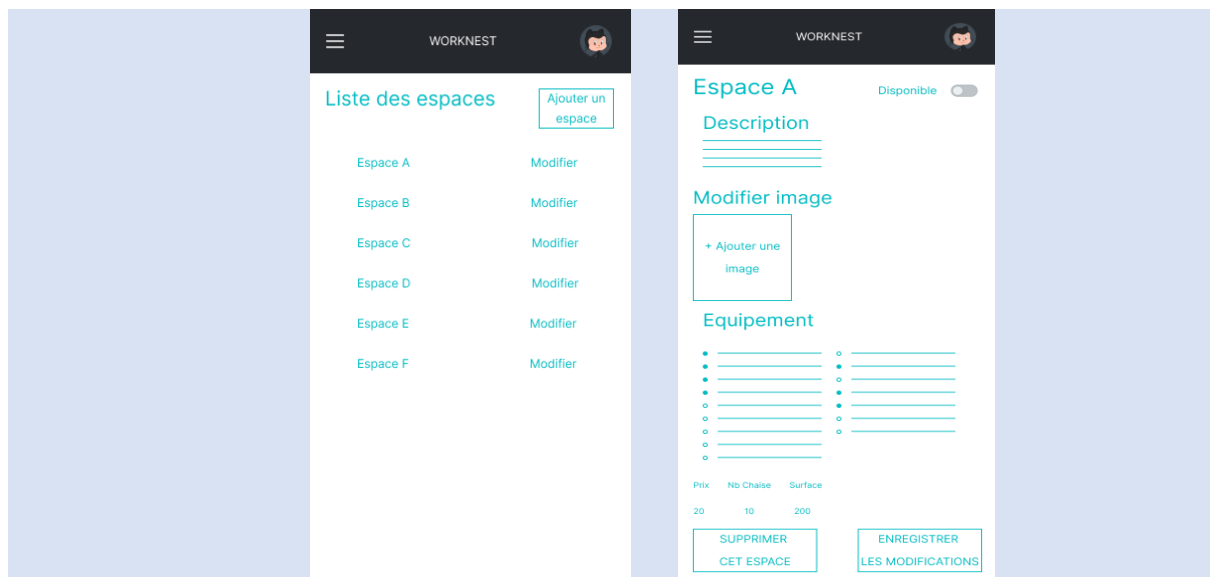 WORKNEST
Liste des espaces
Ajouter un
espace
Espace A Modifier
Espace B Modifier
Espace C Modifier
Espace D Modifier
Espace E Modifier
Espace F Modifier
WORKNEST
Espace A
Disponible
Description
Modifier image
+ Ajouter une
image
Equipement
Prix Nb Chaise Surface
20 10 200
SUPPRIMER
CET ESPACE
ENREGISTRER
LES MODIFICATIONS